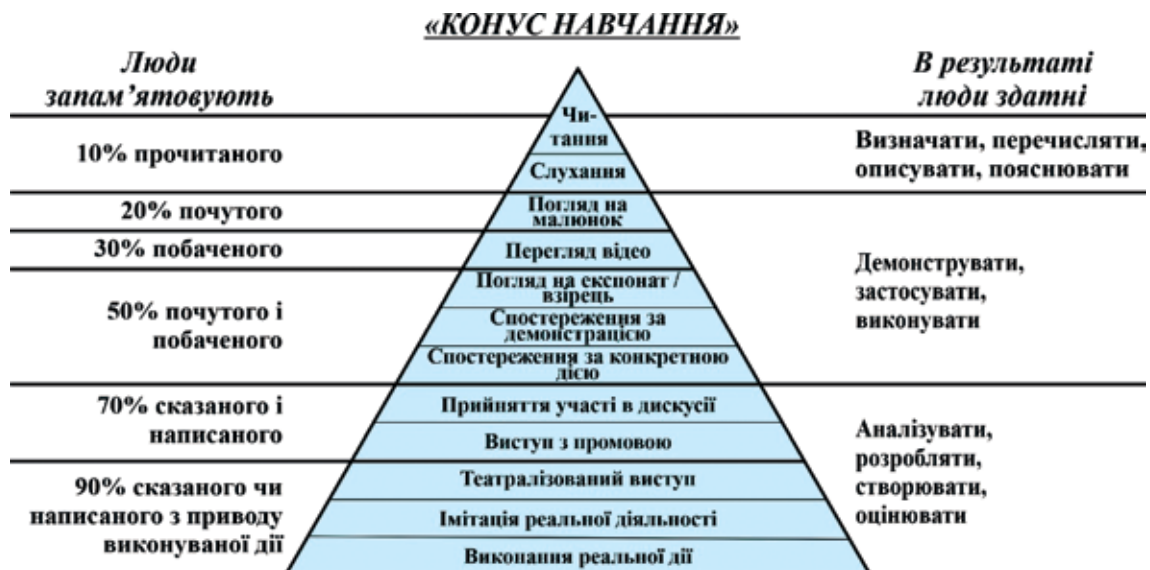 «КОНУС НАВЧАННЯ»
Люди
запам’ятовують
В результаті
люди здатні
10% прочитаного
20% почутого
30% побаченого
50% почутого і
побаченого
70% сказаного і
написаного
90% сказаного чи
написаного з приводу
виконуваної дії
Чи-
тання
Слухання
Погляд на
малюнок
Перегляд відео
Погляд на експонат /
взірець
Спостереження за
демонстрацією
Спостереження за конкретною
дією
Прийняття участі в дискусії
Виступ з промовою
Театралізований виступ
Імітація реальної діяльності
Виконання реальної дії
Визначати, перечисляти,
описувати, пояснювати
Демонструвати,
застосувати,
виконувати
Аналізувати,
розробляти,
створювати,
оцінювати